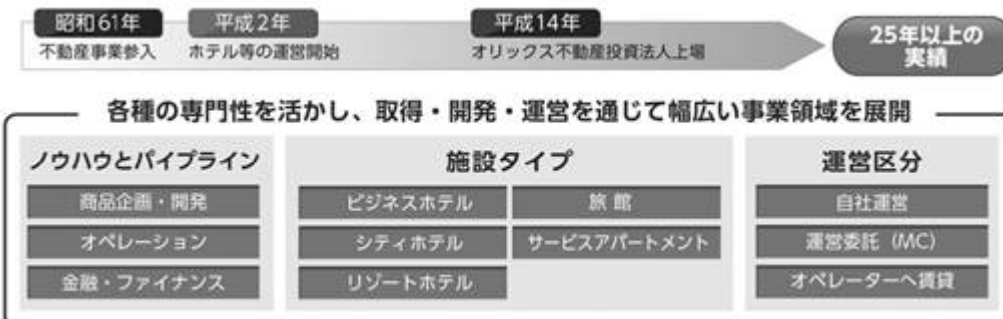 昭和61年
平成2年
平成14年
不動産事業参入
ホテル等の運営開始
オリックス不動産投資法人上場
25年以上の
実績
各種の専門性を活かし、取得・開発・運営を通じて幅広い事業領域を展開
ノウハウとパイプライン
商品企画・開発
オペレーション
金融・ファイナンス
施設タイプ
ビジネスホテル
旅館
シティホテル
サービスアパートメント
リゾートホテル
運営区分
自社運営
運営委託（MC）
オペレーターへ賃貸